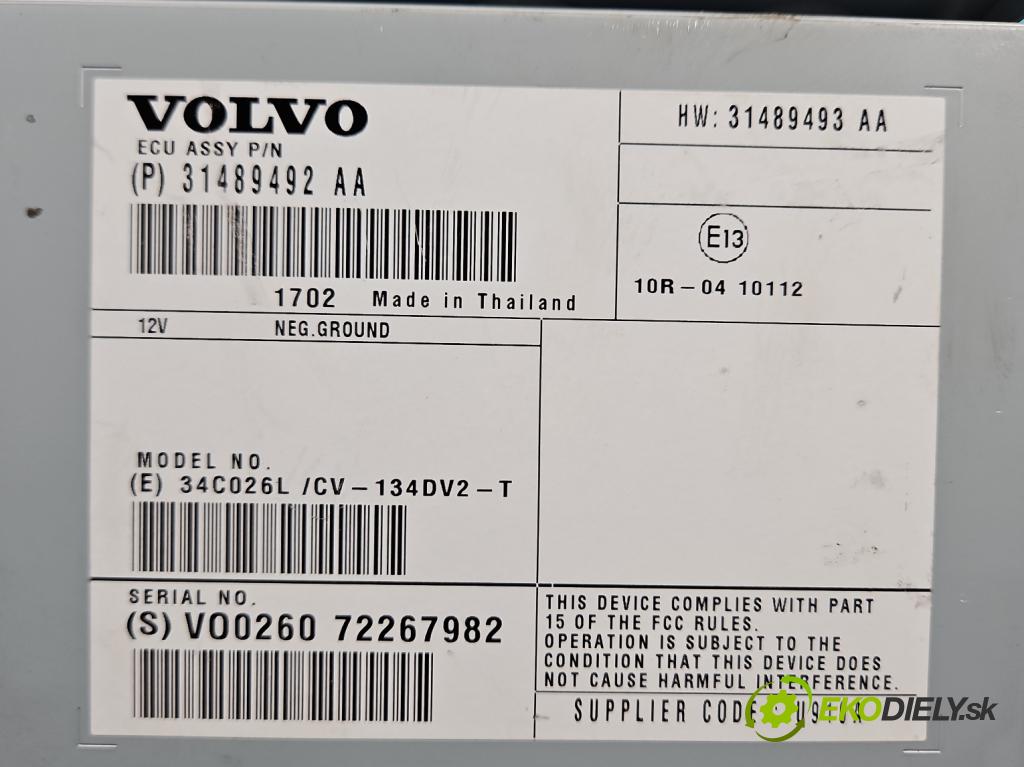 VOLVO
ECU ASSY P/N
(P) 31489492 AA
HW: 31489493 AA
E13
10R-04 10112
1702 Made in Thailand
12V NEG.GROUND
MODEL NO.
(E) 34C026L /CV-134DV2-T
SERIAL NO.
(S) VO0260 72267982
THIS DEVICE COMPLIES WITH PART
15 OF THE FCC RULES.
OPERATION IS SUBJECT TO THE
CONDITION THAT THIS DEVICE DOES
NOT CAUSE HARMFUL INTERFERENCE.
SUPPLIER CODE
EKODIELY.sk